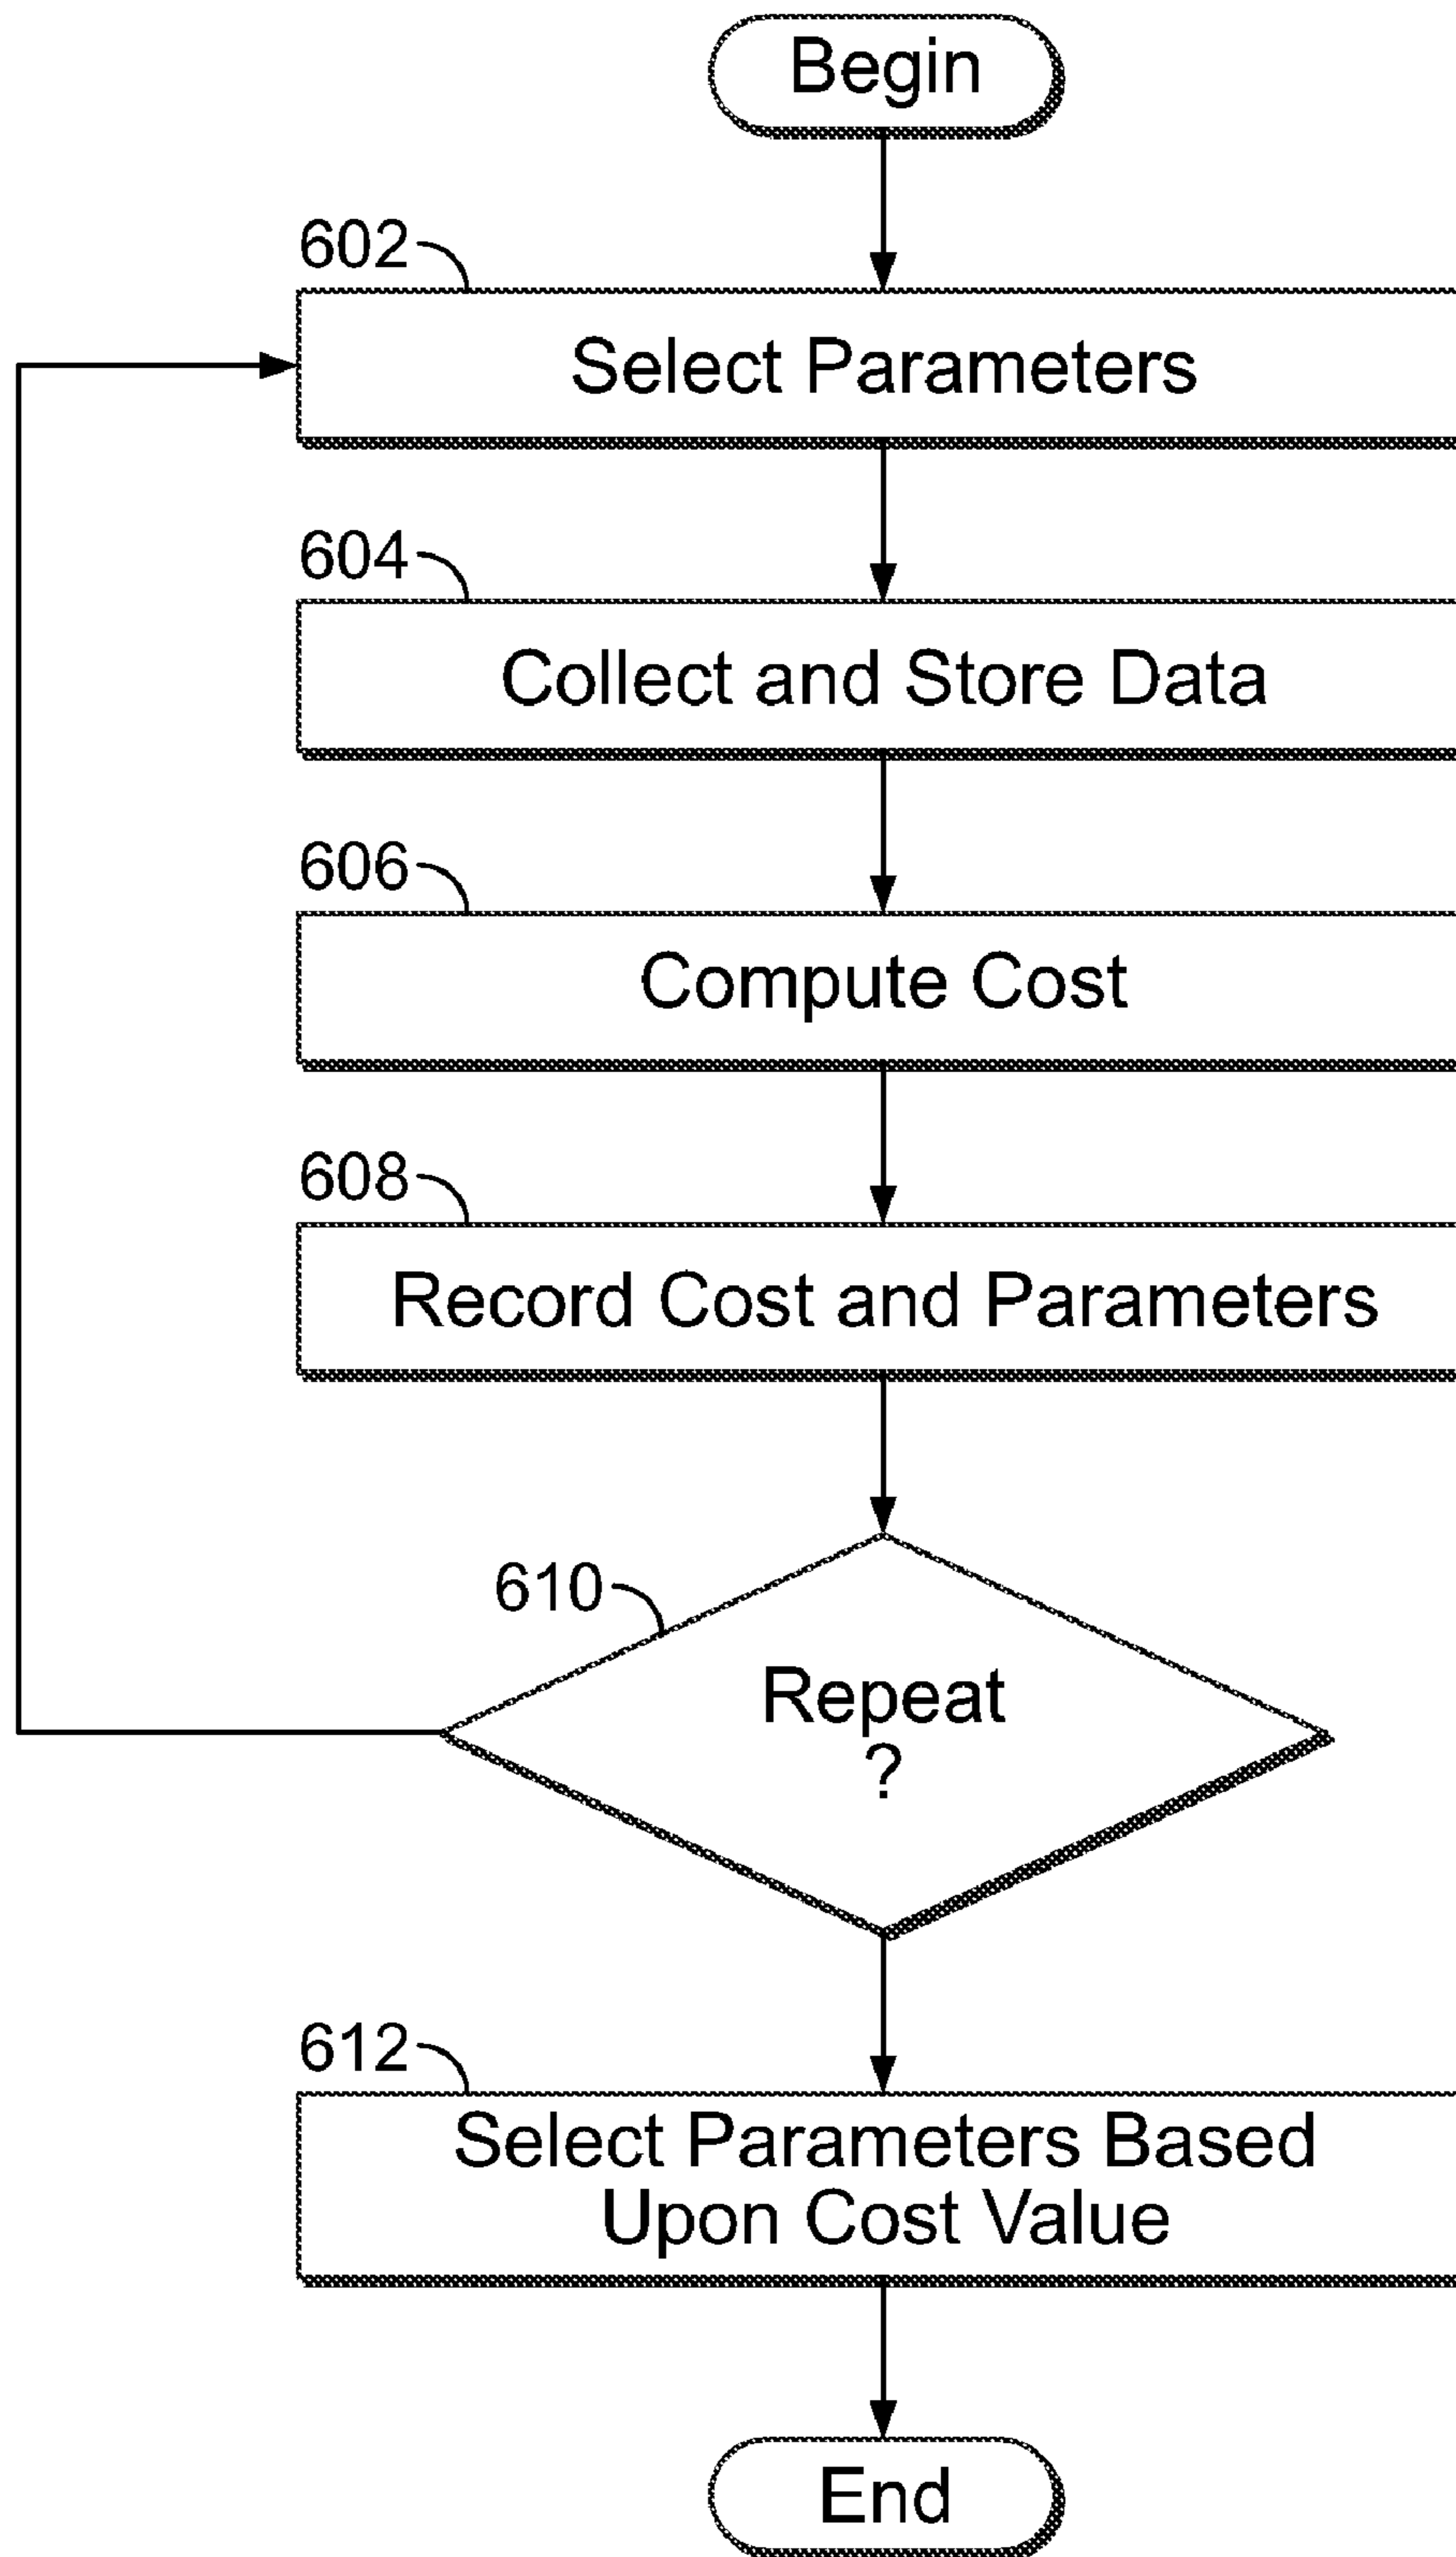 Begin
602
Select Parameters
604
Collect and Store Data
606
Compute Cost
608
Record Cost and Parameters
610
Repeat
?
612
Select Parameters Based
Upon Cost Value
End